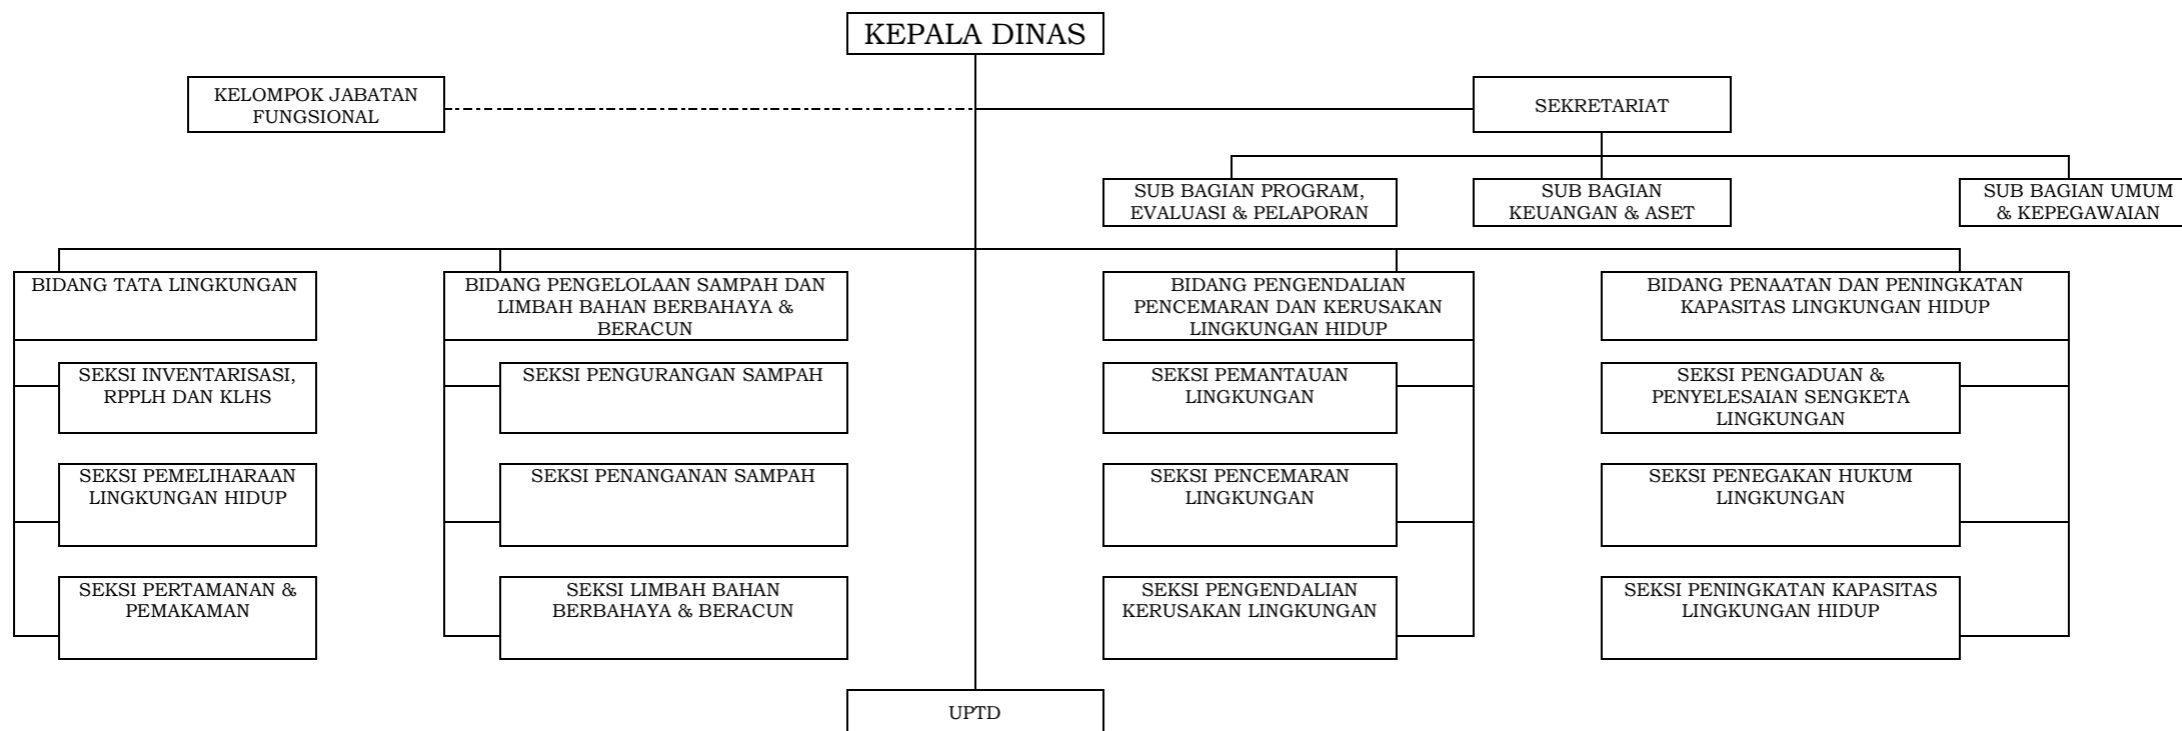 KEPALA DINAS
KELOMPOK JABATAN
FUNGSIONAL
SEKRETARIAT
SUB BAGIAN PROGRAM,
EVALUASI & PELAPORAN
SUB BAGIAN
KEUANGAN & ASET
SUB BAGIAN UMUM
& KEPEGAWAIAN
BIDANG TATA LINGKUNGAN
BIDANG PENGELOLAAN SAMPAH DAN
LIMBAH BAHAN BERBAHAYA &
BERACUN
BIDANG PENGENDALIAN
PENCEMARAN DAN KERUSAKAN
LINGKUNGAN HIDUP
BIDANG PENAATAN DAN PENINGKATAN
KAPASITAS LINGKUNGAN HIDUP
SEKSI INVENTARISASI,
RPPLH DAN KLHS
SEKSI PENGURANGAN SAMPAH
SEKSI PEMANTAUAN
LINGKUNGAN
SEKSI PENGADUAN &
PENYELESAIAN SENGKETA
LINGKUNGAN
SEKSI PEMELIHARAAN
LINGKUNGAN HIDUP
SEKSI PENANGANAN SAMPAH
SEKSI PENCEMARAN
LINGKUNGAN
SEKSI PENEGAKAN HUKUM
LINGKUNGAN
SEKSI PERTAMANAN &
PEMAKAMAN
SEKSI LIMBAH BAHAN
BERBAHAYA & BERACUN
SEKSI PENGENDALIAN
KERUSAKAN LINGKUNGAN
SEKSI PENINGKATAN KAPASITAS
LINGKUNGAN HIDUP
UPTD